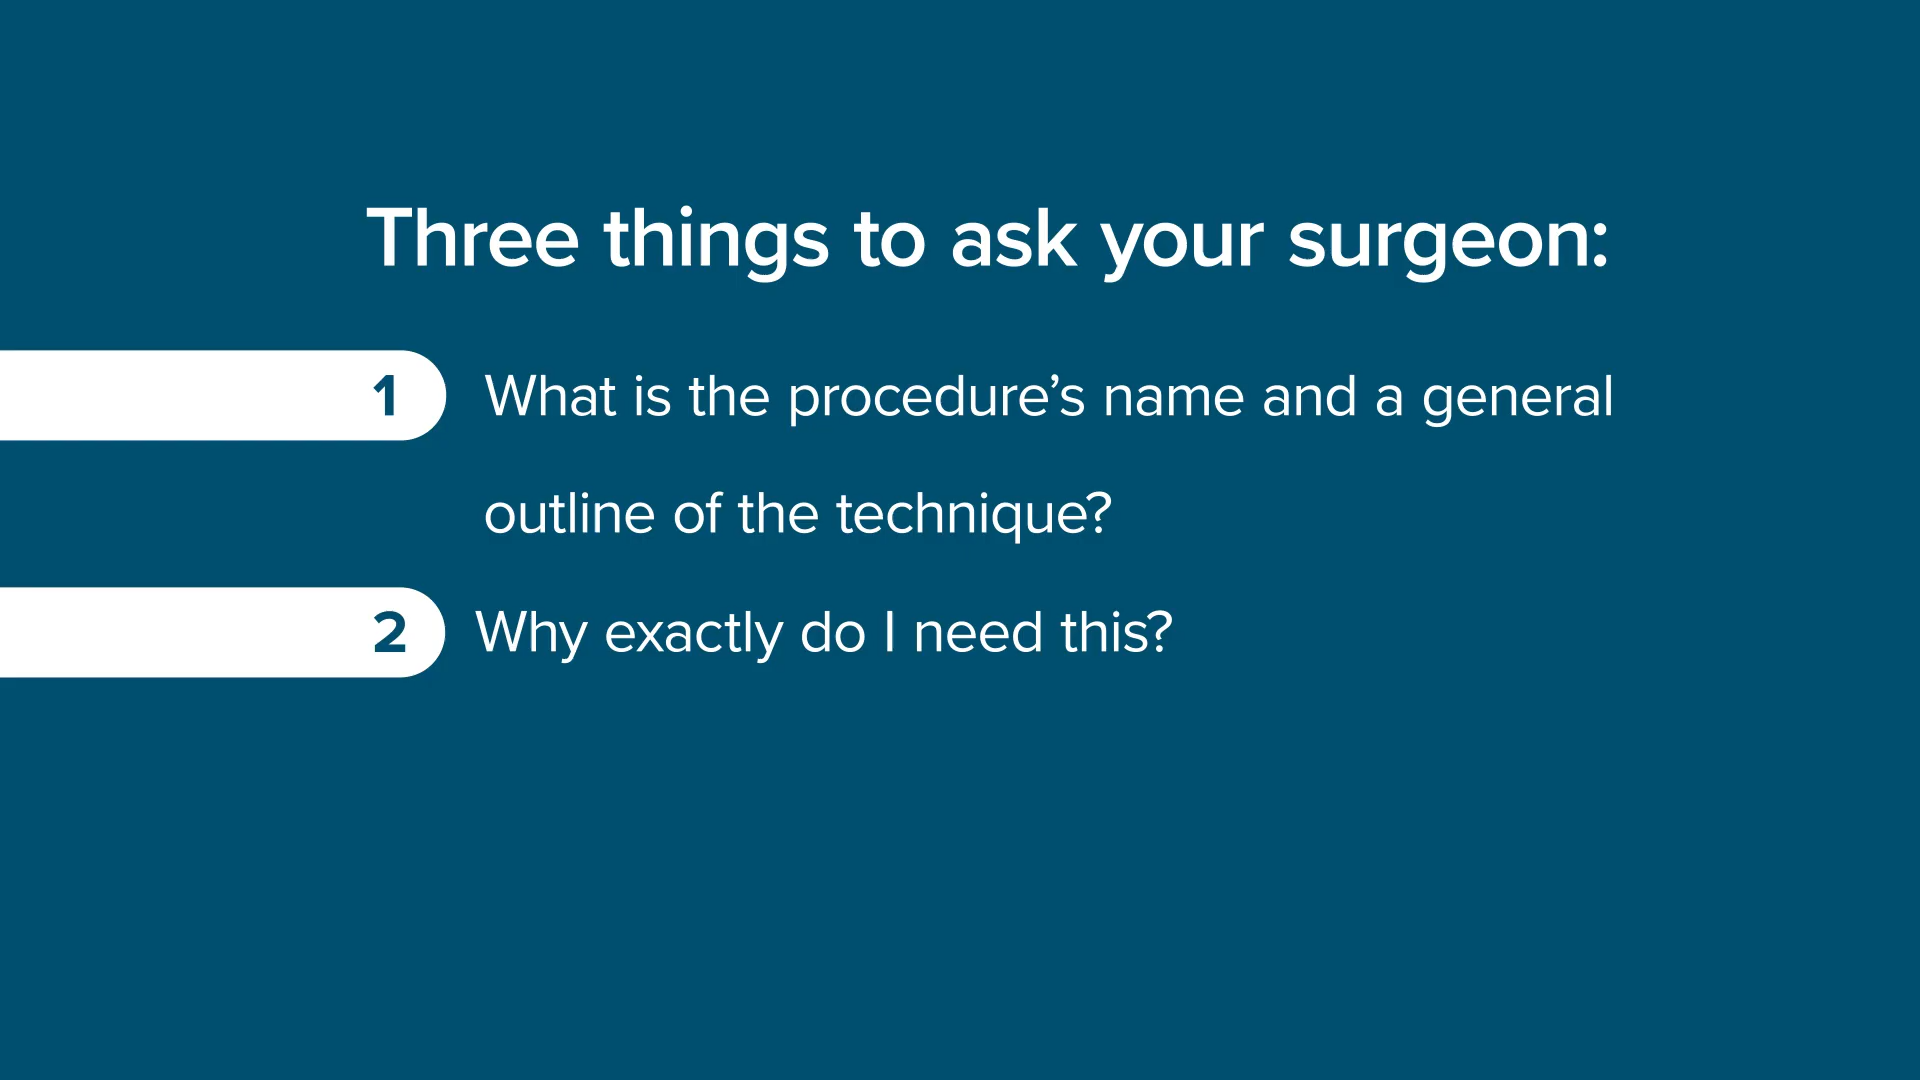 Three things to ask your surgeon:
1 What is the procedure’s name and a general
outline of the technique?
2 Why exactly do I need this?